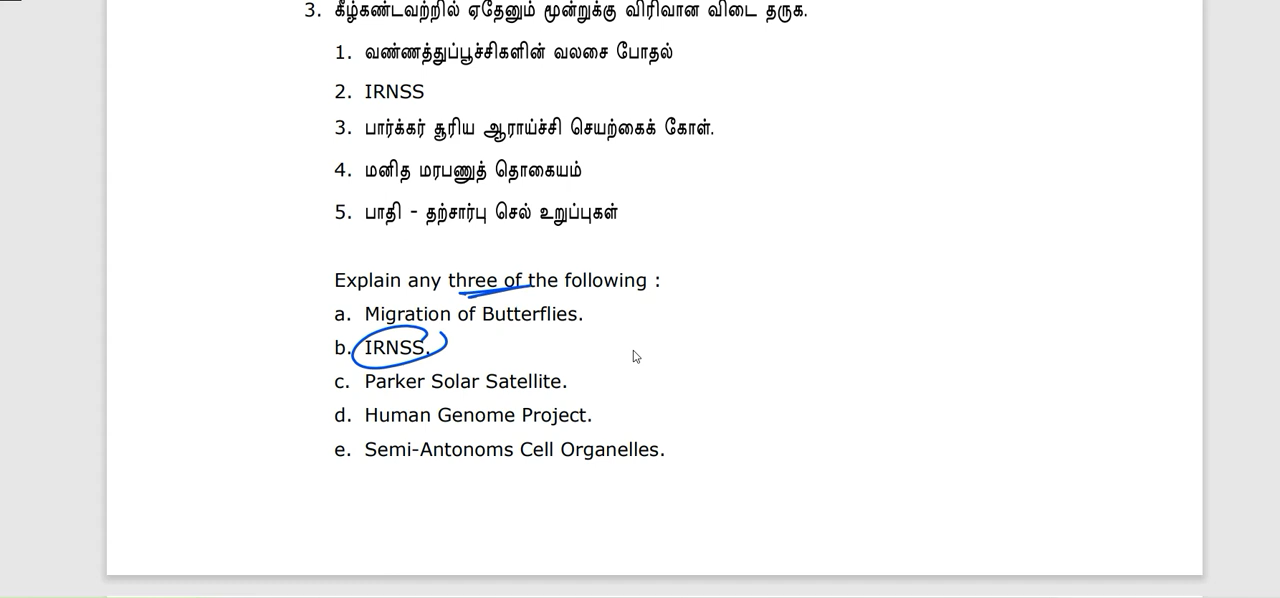 3. கீழ்கண்டவற்றில் ஏதேனும் மூன்றுக்கு விரிவான விடை தருக.
1. வண்ணத்துப்பூச்சிகளின் வலசை போதல்
2. IRNSS
3. பார்க்கர் சூரிய ஆராய்ச்சி செயற்கைக் கோள்.
4. மனித மரபணுத் தொகையம்
5. பாதி - தற்சார்பு செல் உறுப்புகள்
Explain any three of the following :
a. Migration of Butterflies.
b. IRNSS.
c. Parker Solar Satellite.
d. Human Genome Project.
e. Semi-Antonoms Cell Organelles.